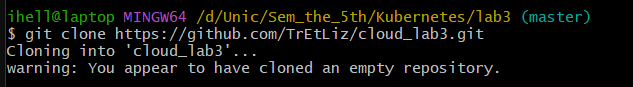 ihell@laptop MINGW64 /d/Unic/Sem_the_5th/Kubernetes/lab3 (master)
$ git clone https://github.com/TrEtLiz/cloud_lab3.git
Cloning into 'cloud_lab3'...
warning: You appear to have cloned an empty repository.